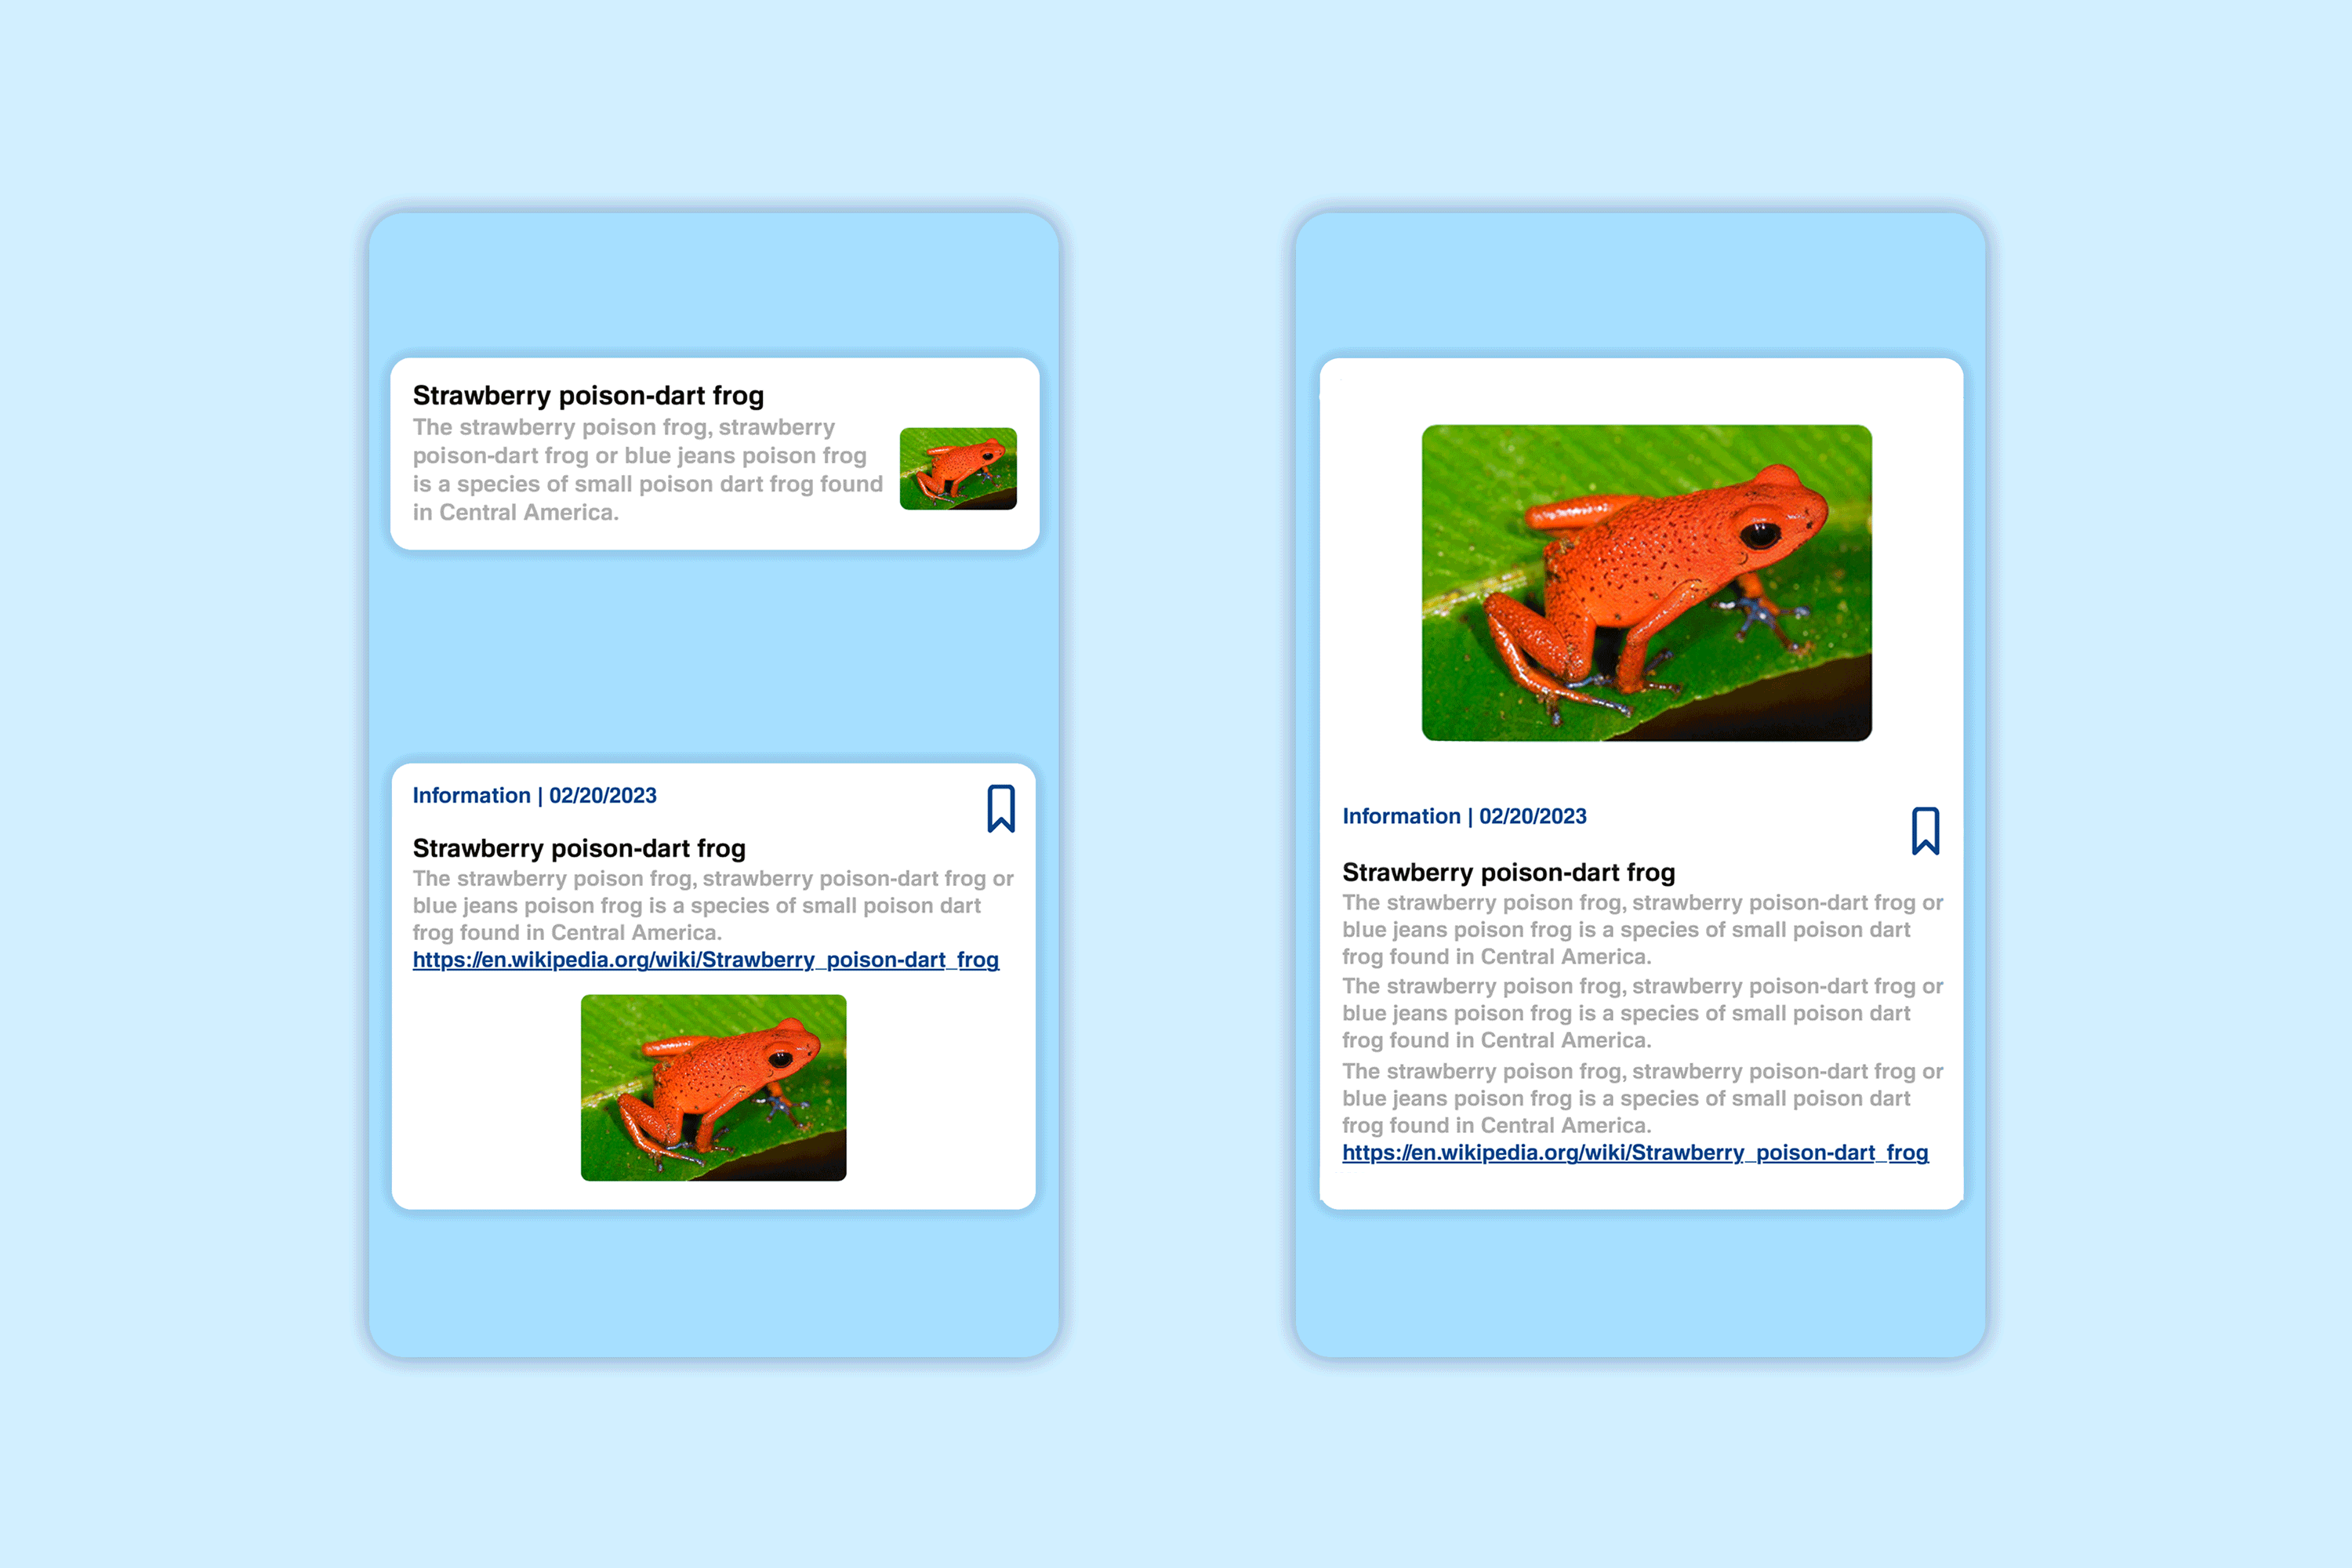 Strawberry poison-dart frog
The strawberry poison frog, strawberry
poison-dart frog or blue jeans poison frog
is a species of small poison dart frog found
in Central America.
Information | 02/20/2023
Strawberry poison-dart frog
The strawberry poison frog, strawberry poison-dart frog or
blue jeans poison frog is a species of small poison dart
frog found in Central America.
https://en.wikipedia.org/wiki/Strawberry_poison-dart_frog
Information | 02/20/2023
Strawberry poison-dart frog
The strawberry poison frog, strawberry poison-dart frog or
blue jeans poison frog is a species of small poison dart
frog found in Central America.
The strawberry poison frog, strawberry poison-dart frog or
blue jeans poison frog is a species of small poison dart
frog found in Central America.
The strawberry poison frog, strawberry poison-dart frog or
blue jeans poison frog is a species of small poison dart
frog found in Central America.
https://en.wikipedia.org/wiki/Strawberry_poison-dart_frog